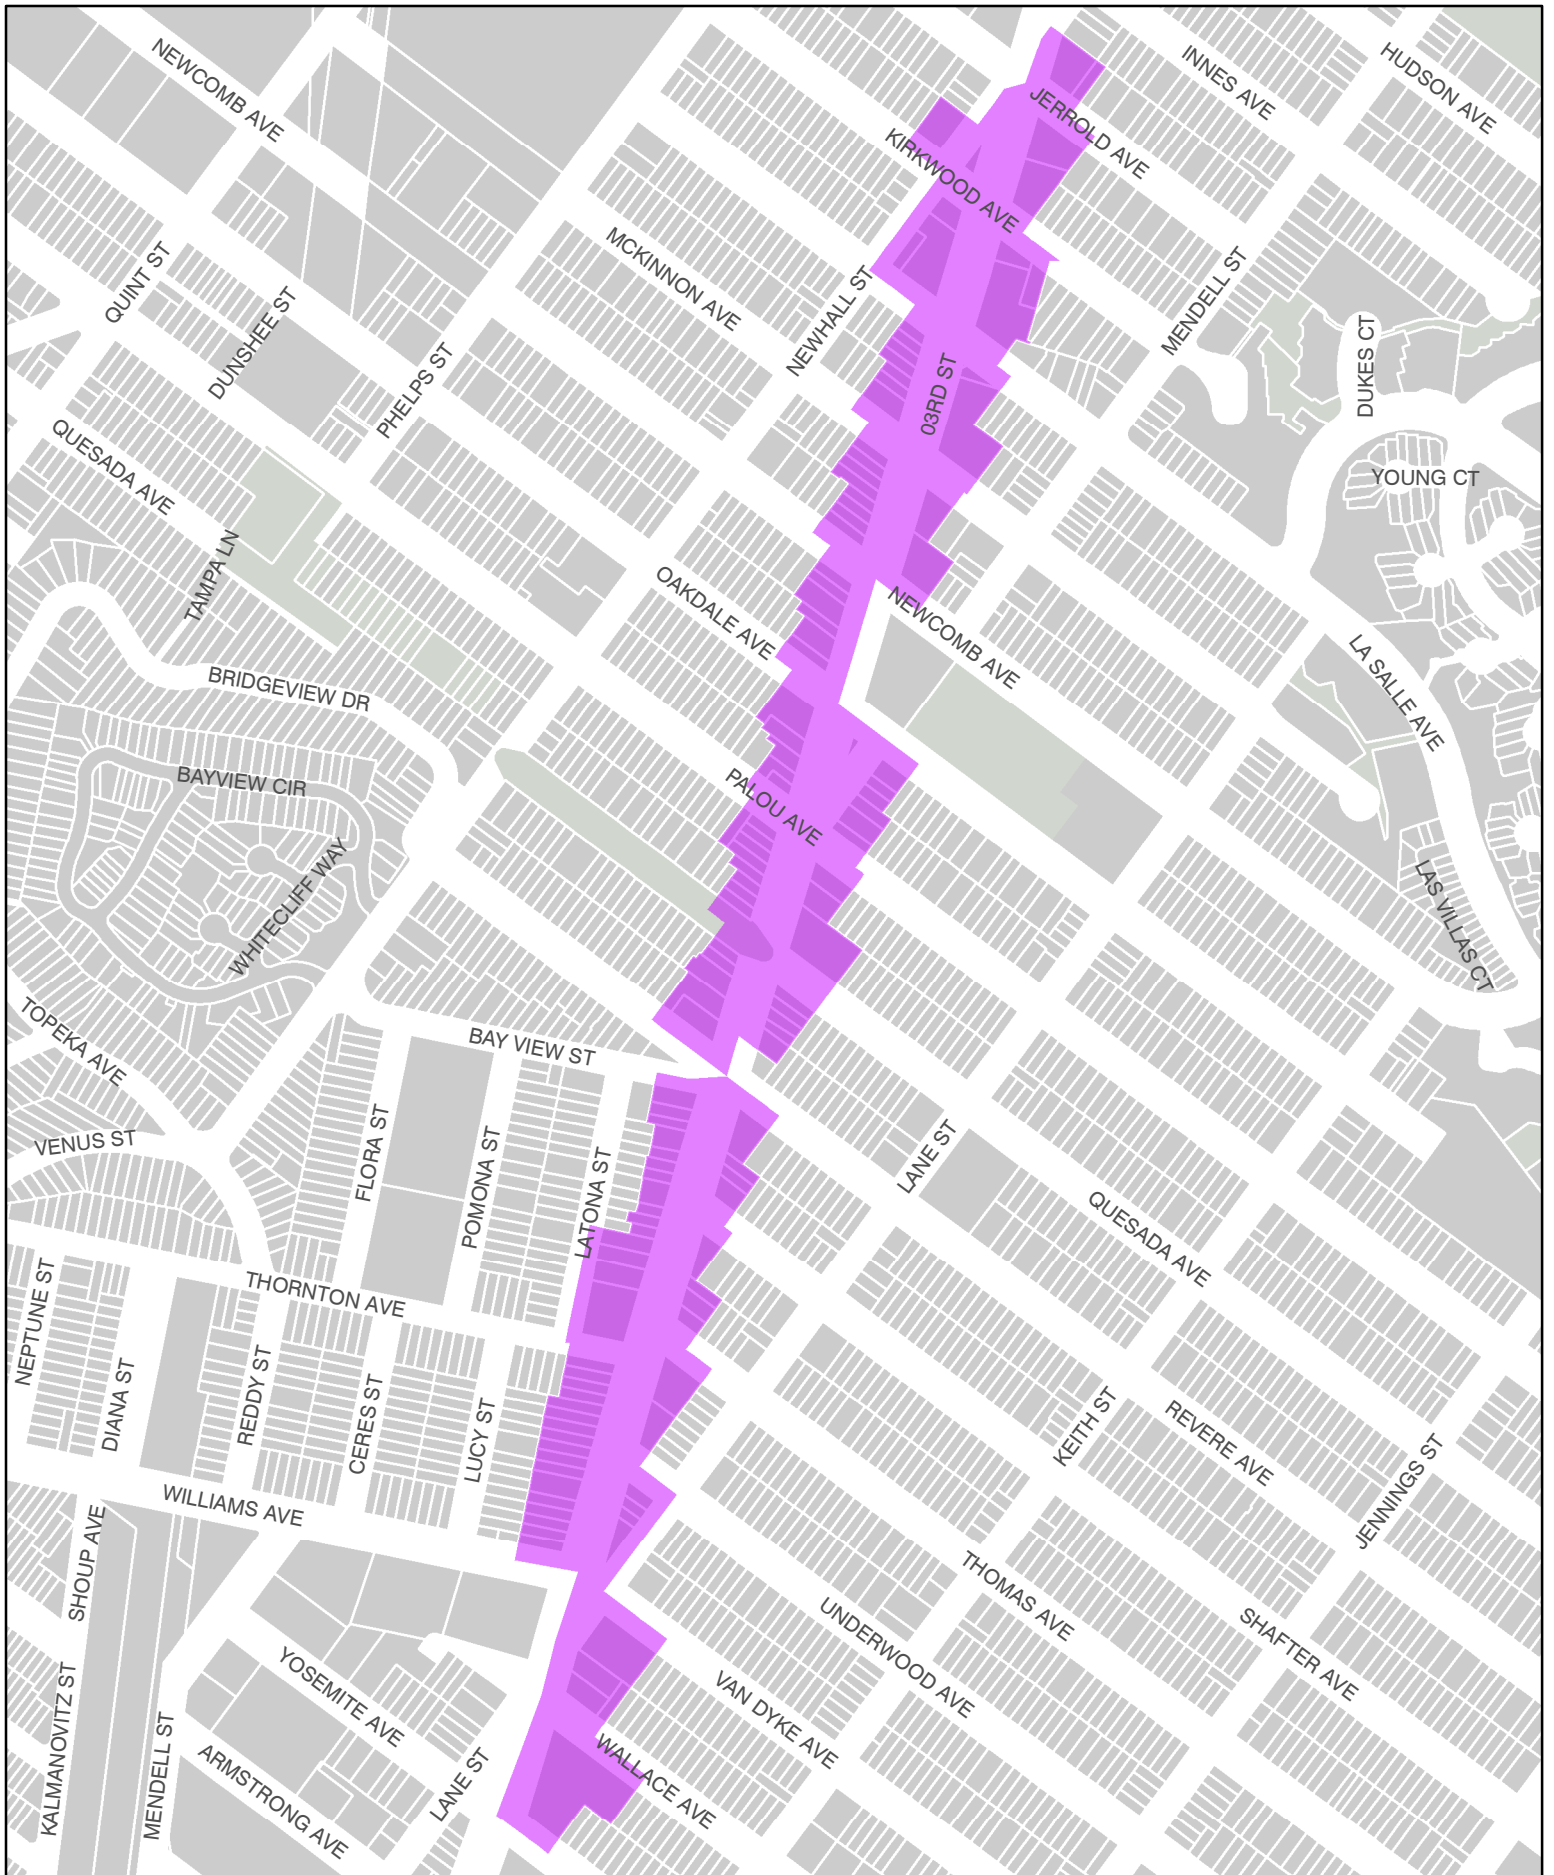 NEWCOMB AVE
INNES AVE
HUDSON AVE
JERROLD AVE
KIRKWOOD AVE
MCKINNON AVE
QUINT ST
DUNSHEE ST
NEWHALL ST
MENDELL ST
PHELPS ST
DUKES CT
03RD ST
QUESADA AVE
YOUNG CT
TAMPA LN
OAKDALE AVE
NEWCOMB AVE
BRIDGEVIEW DR
LA SALLE AVE
BAYVIEW CIR
PALOU AVE
WHITECLIFF WAY
LAS VILLAS CT
TOPEKA AVE
BAY VIEW ST
VENUS ST
FLORA ST
POMONA ST
LATONA ST
LANE ST
QUESADA AVE
THORNTON AVE
NEPTUNE ST
DIANA ST
REDDY ST
CERES ST
LUCY ST
KEITH ST
REVERE AVE
JENNINGS ST
WILLIAMS AVE
SHOUP AVE
THOMAS AVE
UNDERWOOD AVE
SHAFTER AVE
YOSEMITE AVE
VAN DYKE AVE
KALMANOVITZ ST
MENDELL ST
ARMSTRONG AVE
LANE ST
WALLACE AVE